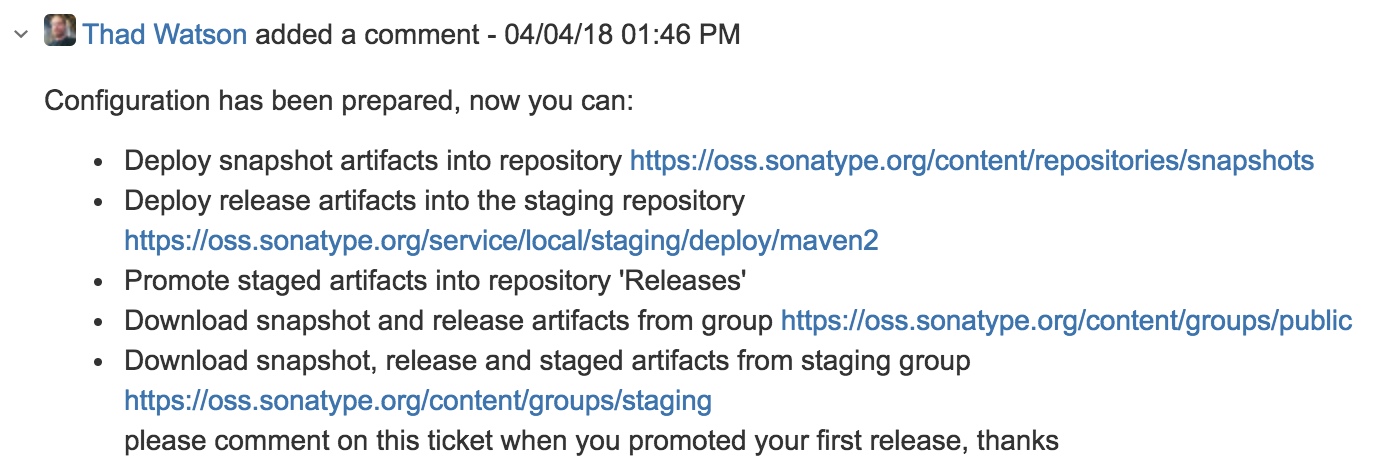 Thad Watson added a comment - 04/04/18 01:46 PM
Configuration has been prepared, now you can:
• Deploy snapshot artifacts into repository https://oss.sonatype.org/content/repositories/snapshots
• Deploy release artifacts into the staging repository
https://oss.sonatype.org/service/local/staging/deploy/maven2
• Promote staged artifacts into repository 'Releases'
• Download snapshot and release artifacts from group https://oss.sonatype.org/content/groups/public
• Download snapshot, release and staged artifacts from staging group
https://oss.sonatype.org/content/groups/staging
please comment on this ticket when you promoted your first release, thanks